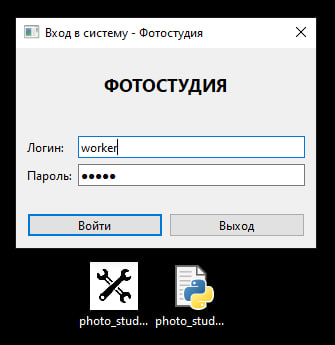 Вход в систему - Фотостудия
ФОТОСТУДИЯ
Логин: worker
Пароль: ●●●●●
Войти Выход
photo_stud... photo_stud...